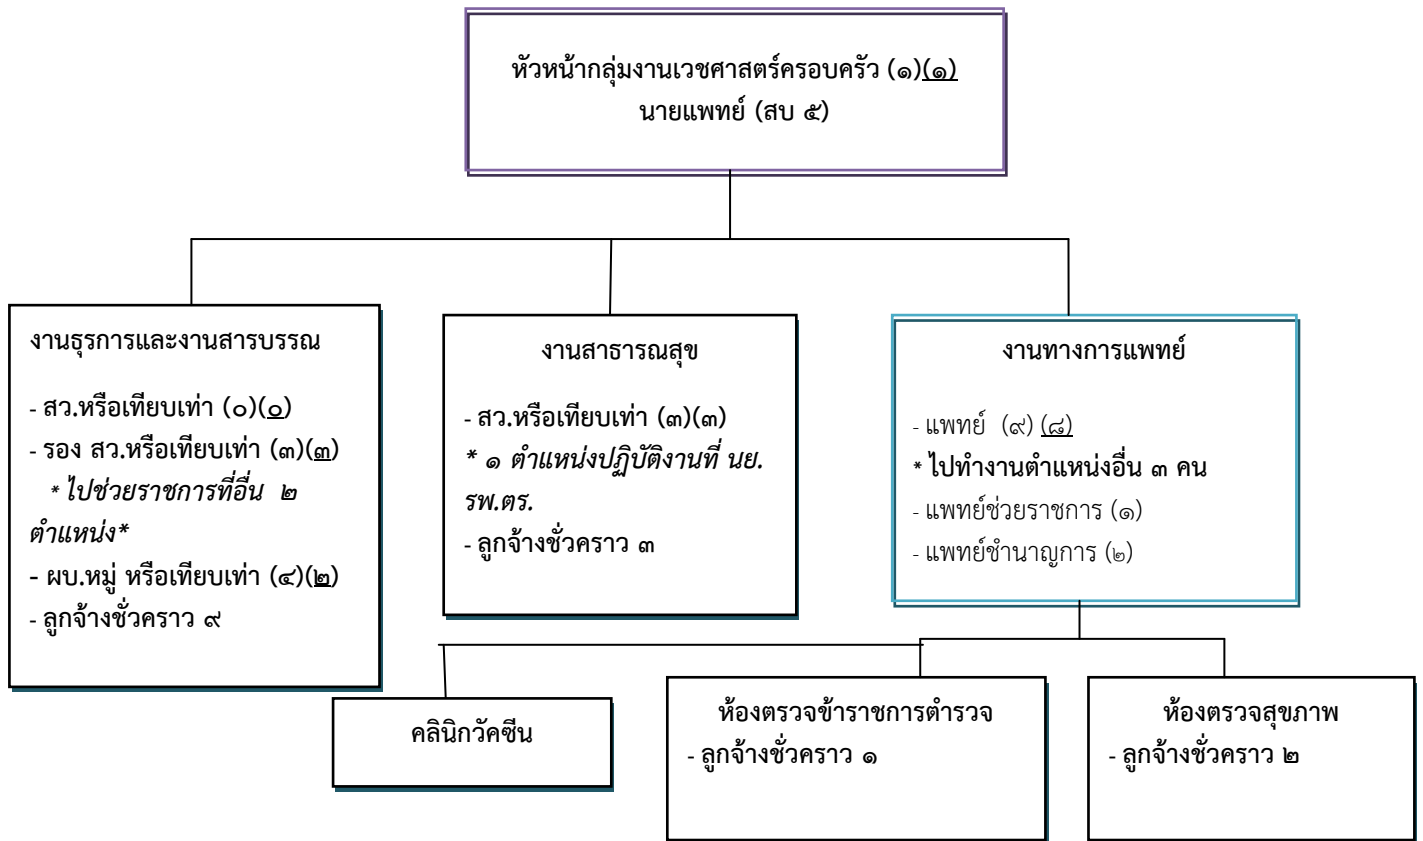 หัวหน้ากลุ่มงานเวชศาสตร์ครอบครัว (๑)(๑)
นายแพทย์ (สบ ๕)
งานธุรการและงานสารบรรณ
- สว.หรือเทียบเท่า (๐)(๐)
- รอง สว.หรือเทียบเท่า (๓)(๓)
* ไปช่วยราชการที่อื่น ๒
ตำแหน่ง*
- ผบ.หมู่ หรือเทียบเท่า (๔)(๒)
- ลูกจ้างชั่วคราว ๙
งานสาธารณสุข
- สว.หรือเทียบเท่า (๓)(๓)
* ๑ ตำแหน่งปฏิบัติงานที่ นย.
รพ.ตร.
- ลูกจ้างชั่วคราว ๓
งานทางการแพทย์
- แพทย์ (๙) (๘)
* ไปทำงานตำแหน่งอื่น ๓ คน
- แพทย์ช่วยราชการ (๑)
- แพทย์ชำนาญการ (๒)
คลินิกวัคซีน
ห้องตรวจข้าราชการตำรวจ
- ลูกจ้างชั่วคราว ๑
ห้องตรวจสุขภาพ
- ลูกจ้างชั่วคราว ๒